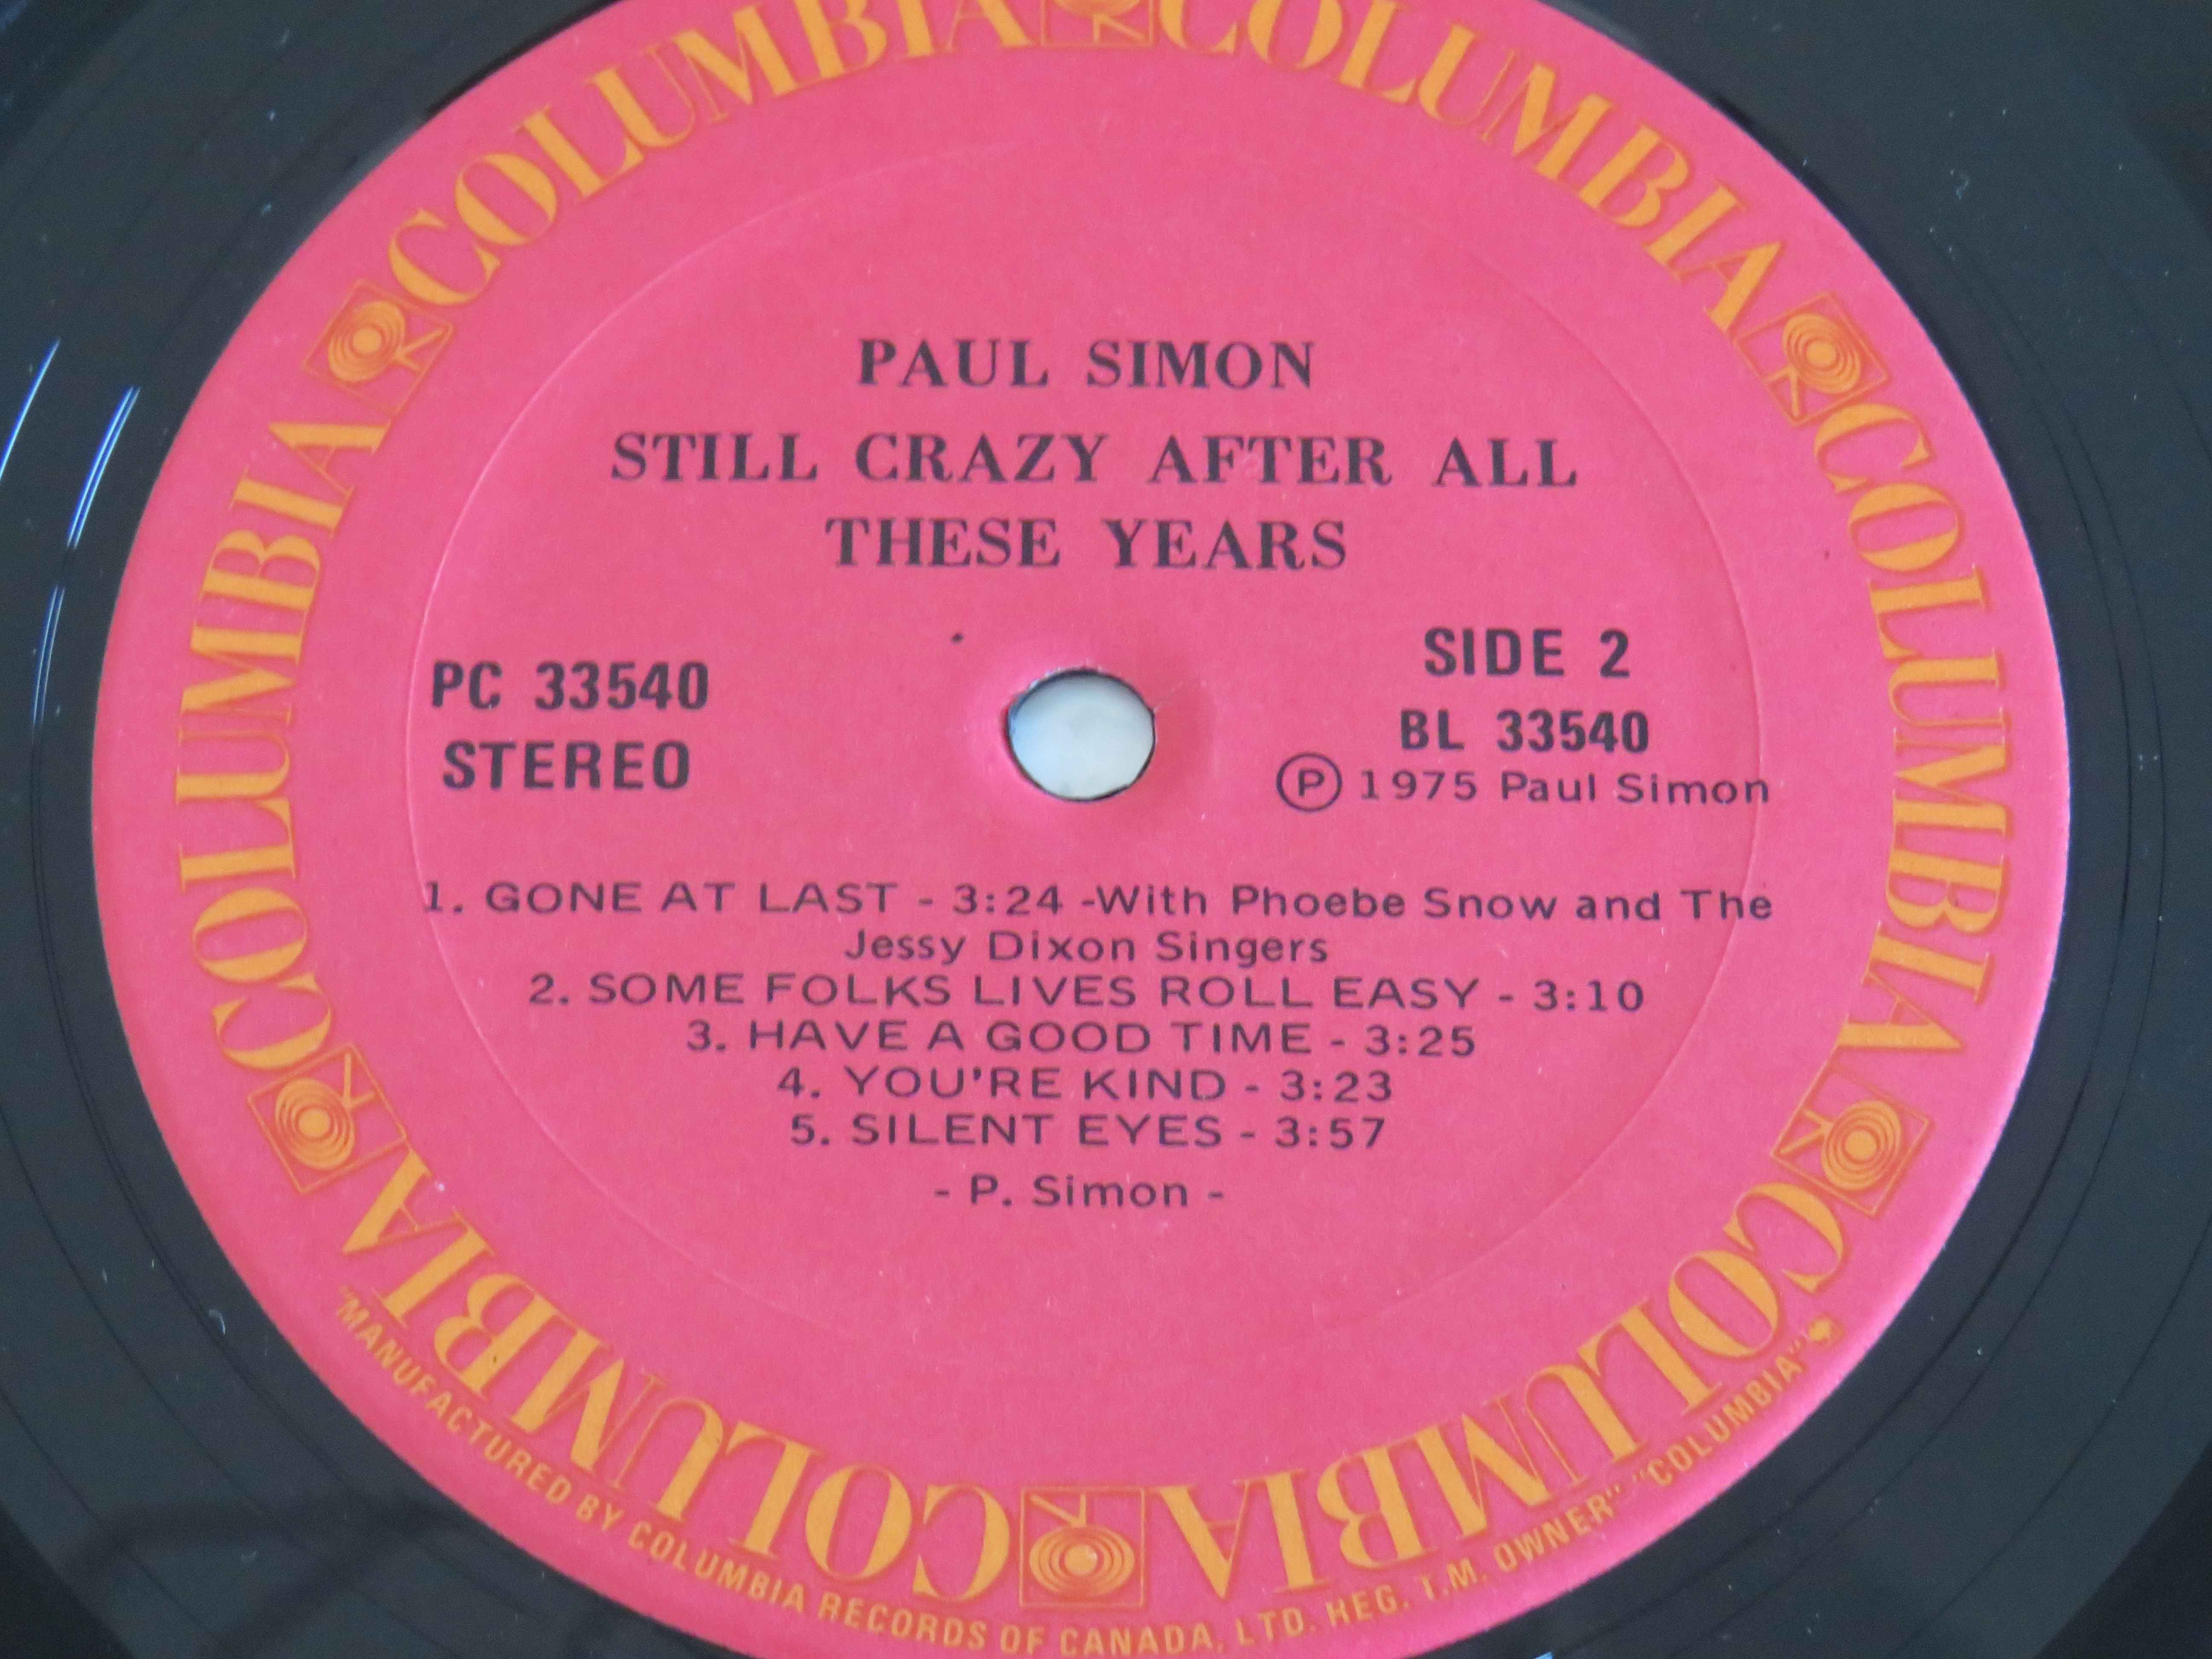 COLUMBIA COLUMBIA COLUMBIA COLUMBIA COLUMBIA COLUMBIA
PAUL SIMON
STILL CRAZY AFTER ALL
THESE YEARS
PC 33540
STEREO
SIDE 2
BL 33540
Ⓟ 1975 Paul Simon
1. GONE AT LAST - 3:24 -With Phoebe Snow and The
Jessy Dixon Singers
2. SOME FOLKS LIVES ROLL EASY - 3:10
3. HAVE A GOOD TIME - 3:25
4. YOU'RE KIND - 3:23
5. SILENT EYES - 3:57
- P. Simon -
"MANUFACTURED BY COLUMBIA RECORDS OF CANADA, LTD. REG. T.M. OWNER" "COLUMBIA"